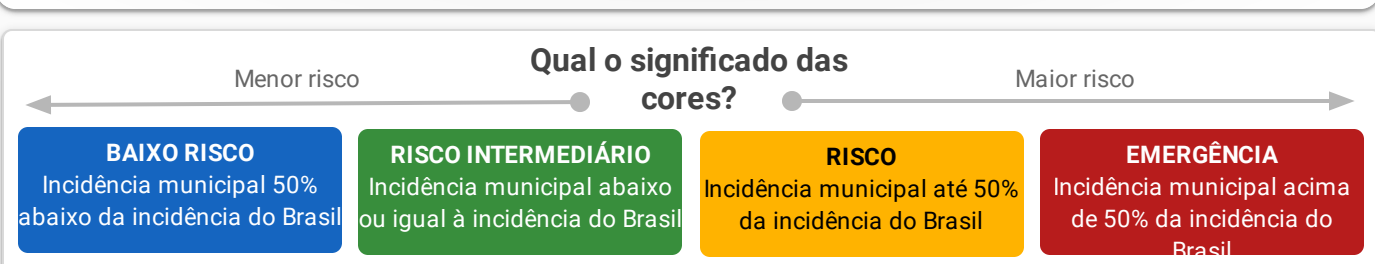 Qual o significado das
cores?
Menor risco
Maior risco
BAIXO RISCO
Incidência municipal 50%
abaixo da incidência do Brasil
RISCO INTERMEDIÁRIO
Incidência municipal abaixo
ou igual à incidência do Brasil
RISCO
Incidência municipal até 50%
da incidência do Brasil
EMERGÊNCIA
Incidência municipal acima
de 50% da incidência do
Brasil